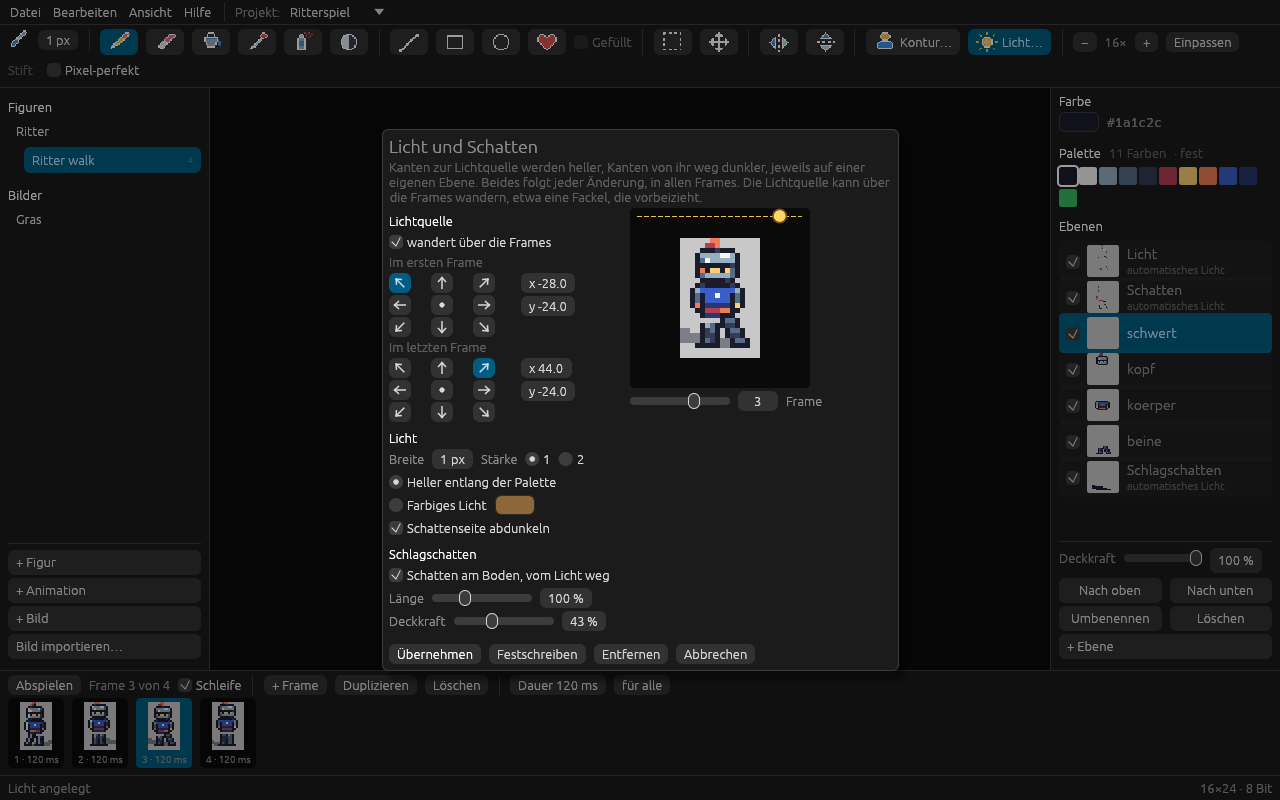 Datei Bearbeiten Ansicht Hilfe Projekt: Ritterspiel
1 px Gefüllt Kontur… Licht… − 16× + Einpassen
Stift Pixel-perfekt
Figuren
Ritter
Ritter walk 4
Bilder
Gras
+ Figur
+ Animation
+ Bild
Bild importieren…
Licht und Schatten
Kanten zur Lichtquelle werden heller, Kanten von ihr weg dunkler, jeweils auf einer
eigenen Ebene. Beides folgt jeder Änderung, in allen Frames. Die Lichtquelle kann über
die Frames wandern, etwa eine Fackel, die vorbeizieht.
Lichtquelle
wandert über die Frames
Im ersten Frame
↖ ↑ ↗ x -28.0
← • → y -24.0
↙ ↓ ↘
Im letzten Frame
↖ ↑ ↗ x 44.0
← • → y -24.0
↙ ↓ ↘
3 Frame
Licht
Breite 1 px Stärke 1 2
Heller entlang der Palette
Farbiges Licht
Schattenseite abdunkeln
Schlagschatten
Schatten am Boden, vom Licht weg
Länge 100 %
Deckkraft 43 %
Übernehmen Festschreiben Entfernen Abbrechen
Farbe
#1a1c2c
Palette 11 Farben · fest
Ebenen
Licht
automatisches Licht
Schatten
automatisches Licht
schwert
kopf
koerper
beine
Schlagschatten
automatisches Licht
Deckkraft 100 %
Nach oben Nach unten
Umbenennen Löschen
+ Ebene
Abspielen Frame 3 von 4 Schleife + Frame Duplizieren Löschen Dauer 120 ms für alle
1 · 120 ms 2 · 120 ms 3 · 120 ms 4 · 120 ms
Licht angelegt 16×24 · 8 Bit